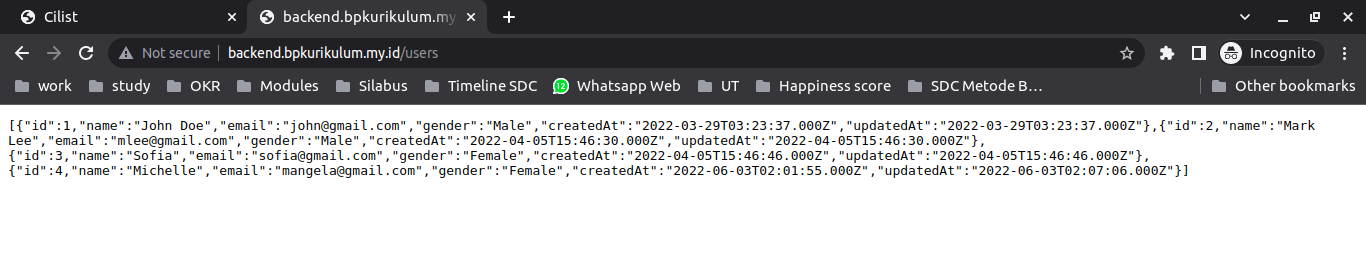 Cilist
backend.bpkurikulum.my
Not secure
backend.bpkurikulum.my.id/users
Incognito
work
study
OKR
Modules
Silabus
Timeline SDC
12
Whatsapp Web
UT
Happiness score
SDC Metode B...
Other bookmarks
[{"id":1,"name":"John Doe","email":"john@gmail.com","gender":"Male","createdAt":"2022-03-29T03:23:37.000Z","updatedAt":"2022-03-29T03:23:37.000Z"},{"id":2,"name":"Mark
Lee","email":"mlee@gmail.com","gender":"Male","createdAt":"2022-04-05T15:46:30.000Z","updatedAt":"2022-04-05T15:46:30.000Z"},
{"id":3,"name":"Sofia","email":"sofia@gmail.com","gender":"Female","createdAt":"2022-04-05T15:46:46.000Z","updatedAt":"2022-04-05T15:46:46.000Z"},
{"id":4,"name":"Michelle","email":"mangela@gmail.com","gender":"Female","createdAt":"2022-06-03T02:01:55.000Z","updatedAt":"2022-06-03T02:07:06.000Z"}]